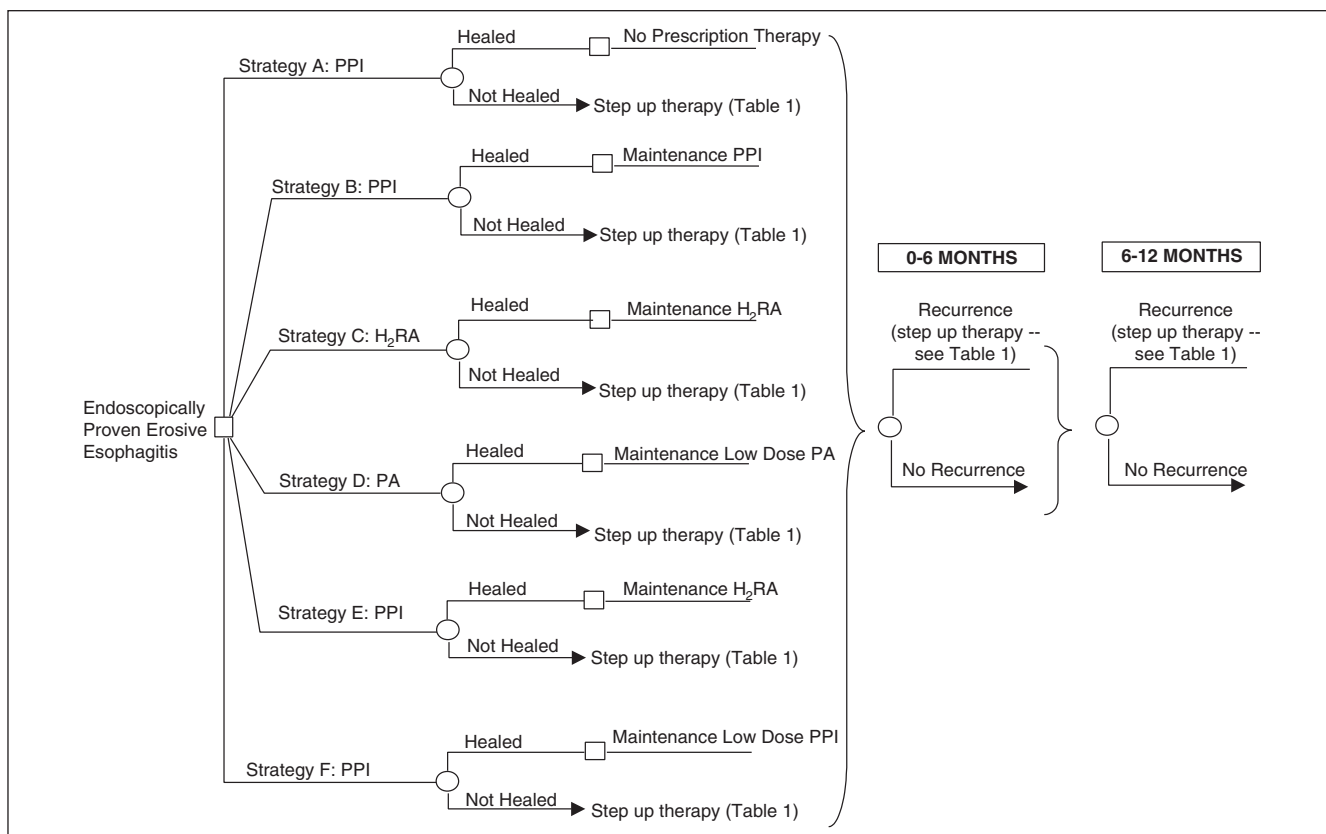 Healed
No Prescription Therapy
Strategy A: PPI
Not Healed
Step up therapy (Table 1)
Healed
Maintenance PPI
Strategy B: PPI
Not Healed
Step up therapy (Table 1)
Healed
Maintenance H₂RA
Strategy C: H₂RA
Not Healed
Step up therapy (Table 1)
Endoscopically
Proven Erosive
Esophagitis
Healed
Maintenance Low Dose PA
Strategy D: PA
Not Healed
Step up therapy (Table 1)
Healed
Maintenance H₂RA
Strategy E: PPI
Not Healed
Step up therapy (Table 1)
Healed
Maintenance Low Dose PPI
Strategy F: PPI
Not Healed
Step up therapy (Table 1)
0-6 MONTHS
Recurrence
(step up therapy --
see Table 1)
No Recurrence
6-12 MONTHS
Recurrence
(step up therapy --
see Table 1)
No Recurrence